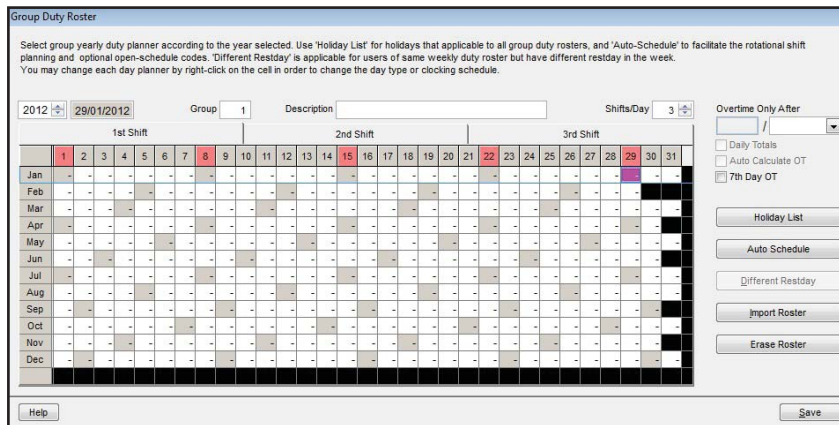 Group Duty Roster
Select group yearly duty planner according to the year selected. Use 'Holiday List' for holidays that applicable to all group rosters, and 'Auto-Schedule' to facilitate the rotational shift
planning and optional open-schedule codes. 'Different Restday' is applicable for users of same weekly duty roster but have different restday in the week.
You may change each day planner by right-click on the cell in order to change the day type or clocking schedule.
2012 29/01/2012 Group 1 Description Shifts/Day 3 Overtime Only After
/
1st Shift 2nd Shift 3rd Shift
Daily Totals
Auto Calculate OT
7th Day OT
1 2 3 4 5 6 7 8 9 10 11 12 13 14 15 16 17 18 19 20 21 22 23 24 25 26 27 28 29 30 31
Jan - - - - - - - - - - - - - - - - - - - - - - - - - - - - - - -
Feb - - - - - - - - - - - - - - - - - - - - - - - - - - - - -
Mar - - - - - - - - - - - - - - - - - - - - - - - - - - - - - - -
Apr - - - - - - - - - - - - - - - - - - - - - - - - - - - - - -
May - - - - - - - - - - - - - - - - - - - - - - - - - - - - - - -
Jun - - - - - - - - - - - - - - - - - - - - - - - - - - - - - -
Jul - - - - - - - - - - - - - - - - - - - - - - - - - - - - - - -
Aug - - - - - - - - - - - - - - - - - - - - - - - - - - - - - - -
Sep - - - - - - - - - - - - - - - - - - - - - - - - - - - - - -
Oct - - - - - - - - - - - - - - - - - - - - - - - - - - - - - - -
Nov - - - - - - - - - - - - - - - - - - - - - - - - - - - - - -
Dec - - - - - - - - - - - - - - - - - - - - - - - - - - - - - - -
Holiday List
Auto Schedule
Different Restday
Import Roster
Erase Roster
Help Save